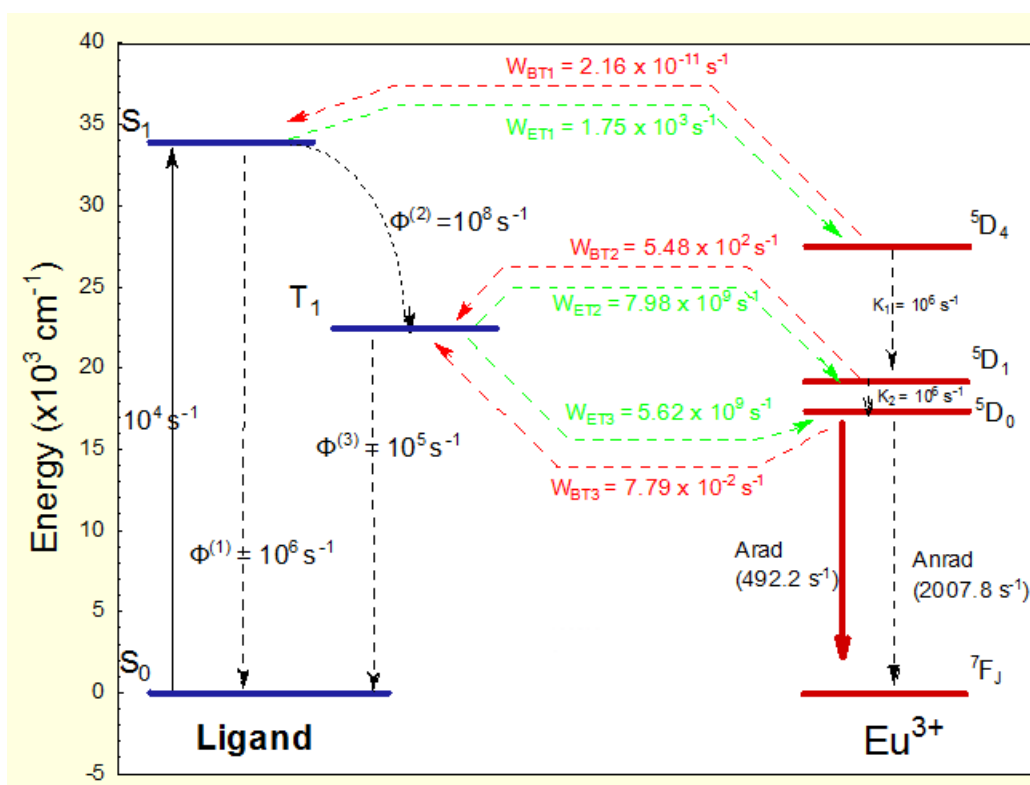 40
35
30
25
20
15
10
5
0
-5
Energy (x10³ cm⁻¹)
W_BT1 = 2.16 x 10⁻¹¹ s⁻¹
W_ET1 = 1.75 x 10³ s⁻¹
S₁
Φ⁽²⁾ =10⁸ s⁻¹
⁵D₄
W_BT2 = 5.48 x 10² s⁻¹
W_ET2 = 7.98 x 10⁹ s⁻¹
T₁
K₁ = 10⁶ s⁻¹
⁵D₁
K₂ = 10⁶ s⁻¹
⁵D₀
10⁴ s⁻¹
W_ET3 = 5.62 x 10⁹ s⁻¹
Φ⁽³⁾ = 10⁵ s⁻¹
W_BT3 = 7.79 x 10⁻² s⁻¹
Φ⁽¹⁾ = 10⁶ s⁻¹
Arad
(492.2 s⁻¹)
Anrad
(2007.8 s⁻¹)
S₀
⁷F_J
Ligand
Eu³⁺